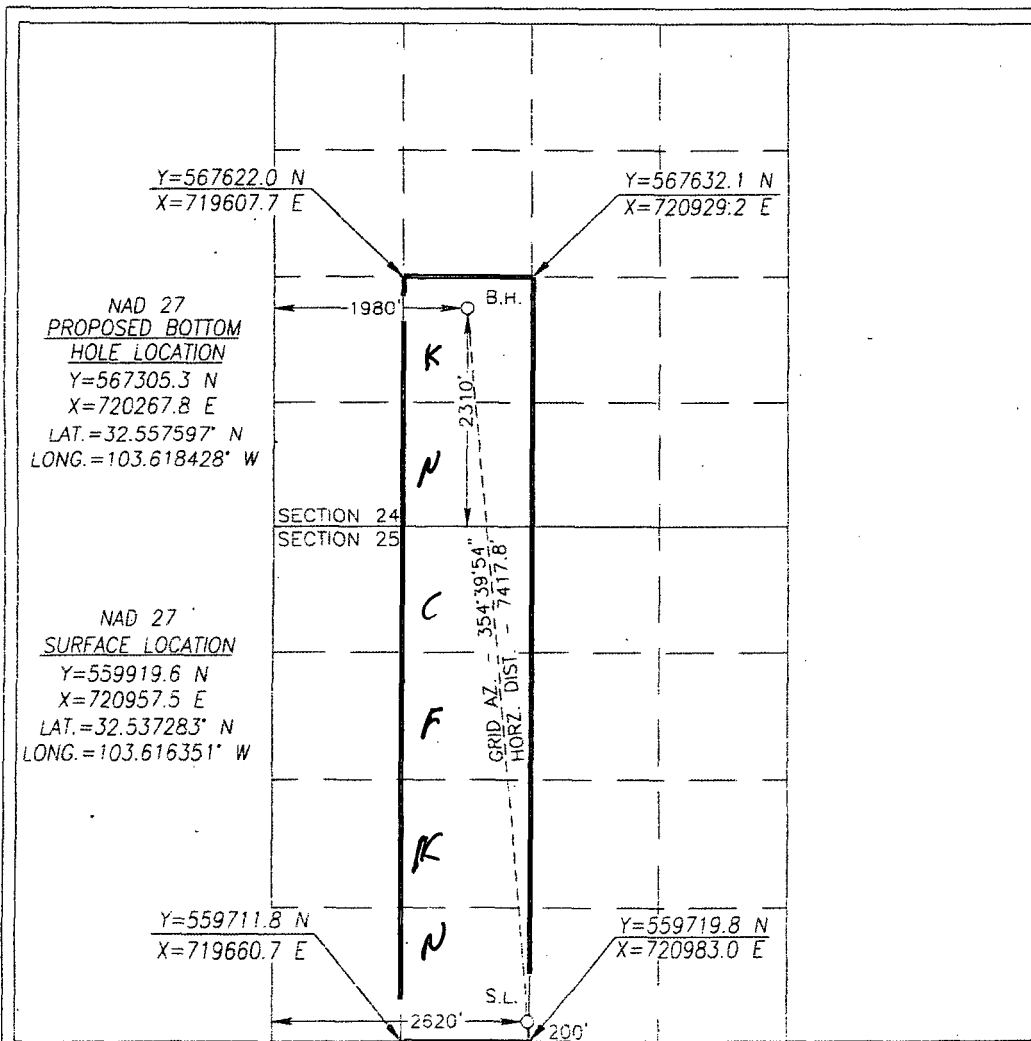 Y=567622.0 N
X=719607.7 E
Y=567632.1 N
X=720929.2 E
NAD 27
PROPOSED BOTTOM
HOLE LOCATION
Y=567305.3 N
X=720267.8 E
LAT.=32.557597° N
LONG.=103.618428° W
1980'
B.H.
K
2310'
N
SECTION 24
SECTION 25
GRID AZ. - 354°39'54"
HORZ. DIST. - 7417.8'
C
NAD 27
SURFACE LOCATION
Y=559919.6 N
X=720957.5 E
LAT.=32.537283° N
LONG.=103.616351° W
F
K
Y=559711.8 N
X=719660.7 E
N
Y=559719.8 N
X=720983.0 E
S.L.
2620'
200'